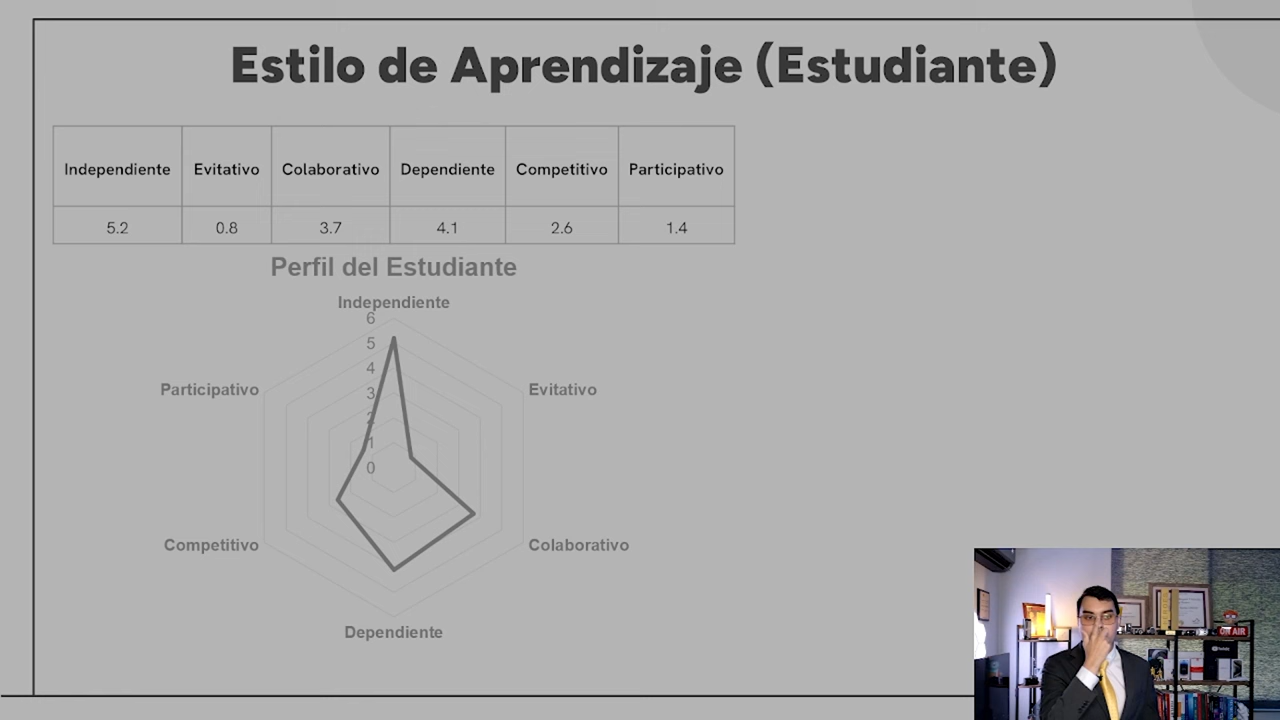 Estilo de Aprendizaje (Estudiante)
Independiente Evitativo Colaborativo Dependiente Competitivo Participativo
5.2 0.8 3.7 4.1 2.6 1.4
Perfil del Estudiante
Independiente
6
5
4
3
2
1
0
Participativo
Evitativo
Competitivo
Colaborativo
Dependiente
ON AIR